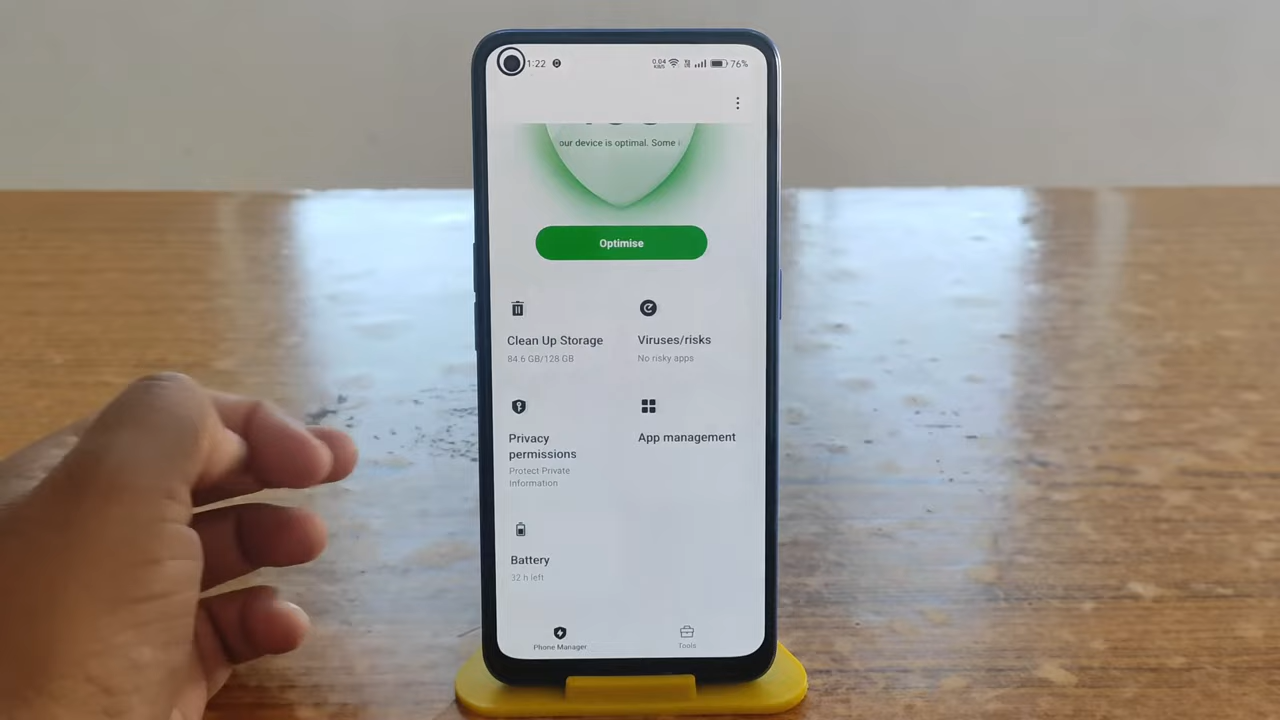 1:22
0.04
KB/S
76%
our device is optimal. Some i
Optimise
Clean Up Storage
84.6 GB/128 GB
Viruses/risks
No risky apps
Privacy
permissions
Protect Private
Information
App management
Battery
32 h left
Phone Manager
Tools